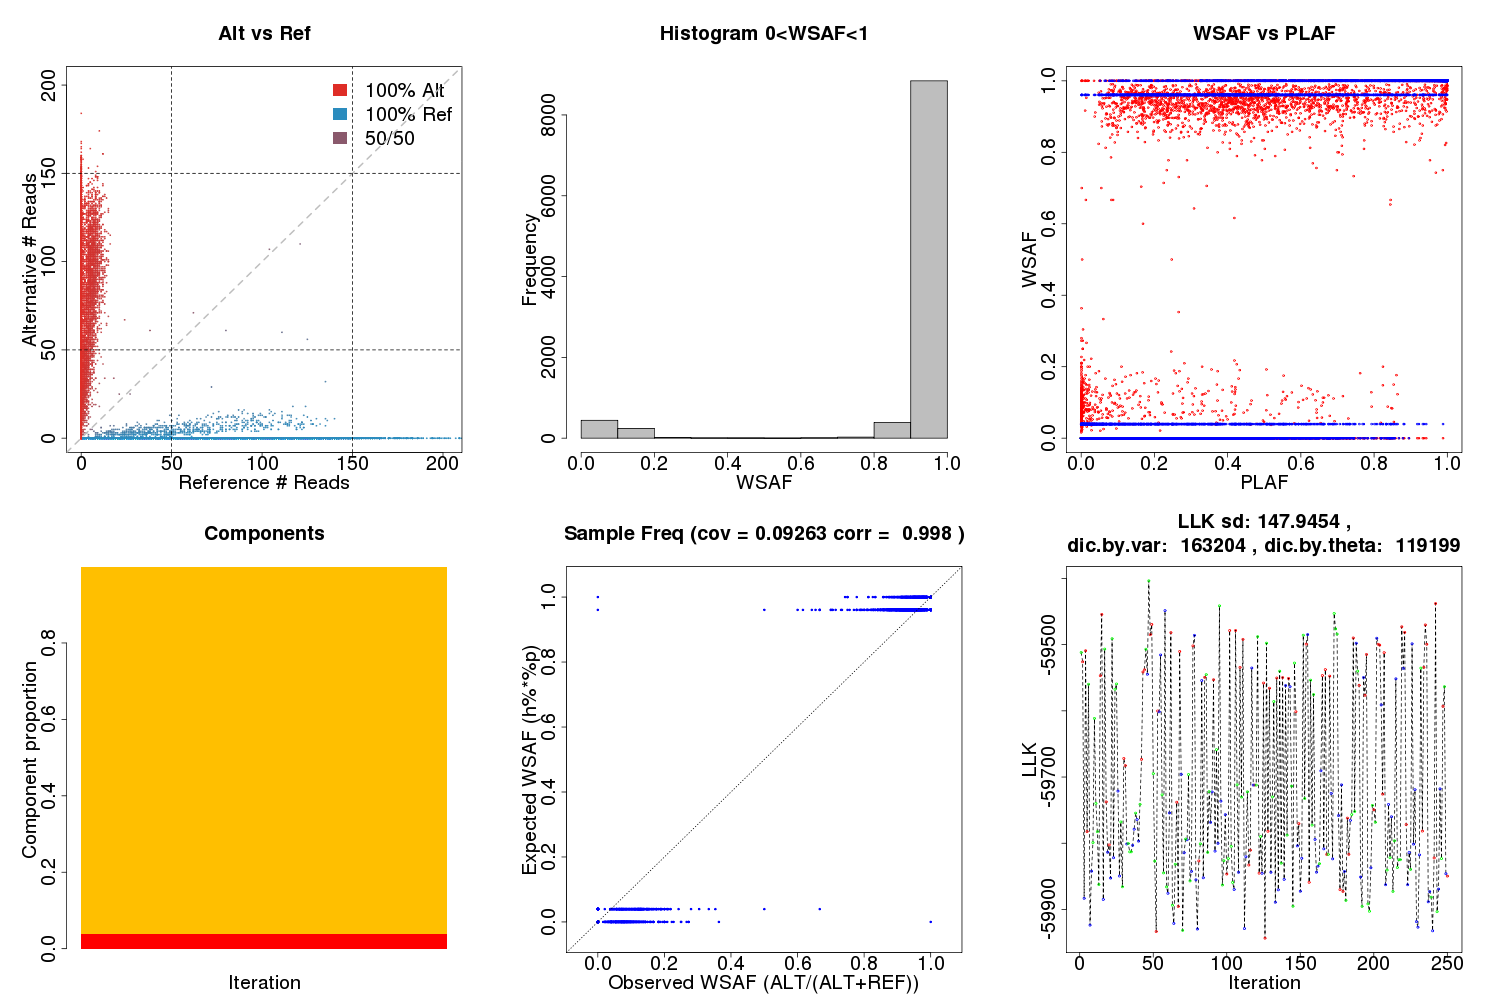 Alt vs Ref
200
150
100
50
0
Alternative # Reads
100% Alt
100% Ref
50/50
0 50 100 150 200
Reference # Reads
Histogram 0<WSAF<1
8000
6000
4000
2000
0
Frequency
0.0 0.2 0.4 0.6 0.8 1.0
WSAF
WSAF vs PLAF
1.0
0.8
0.6
0.4
0.2
0.0
WSAF
0.0 0.2 0.4 0.6 0.8 1.0
PLAF
Components
0.8
0.6
0.4
0.2
0.0
Component proportion
Iteration
Sample Freq (cov = 0.09263 corr = 0.998 )
1.0
0.8
0.6
0.4
0.2
0.0
Expected WSAF (h%*%p)
0.0 0.2 0.4 0.6 0.8 1.0
Observed WSAF (ALT/(ALT+REF))
LLK sd: 147.9454 ,
dic.by.var: 163204 , dic.by.theta: 119199
-59500
-59700
-59900
LLK
0 50 100 150 200 250
Iteration